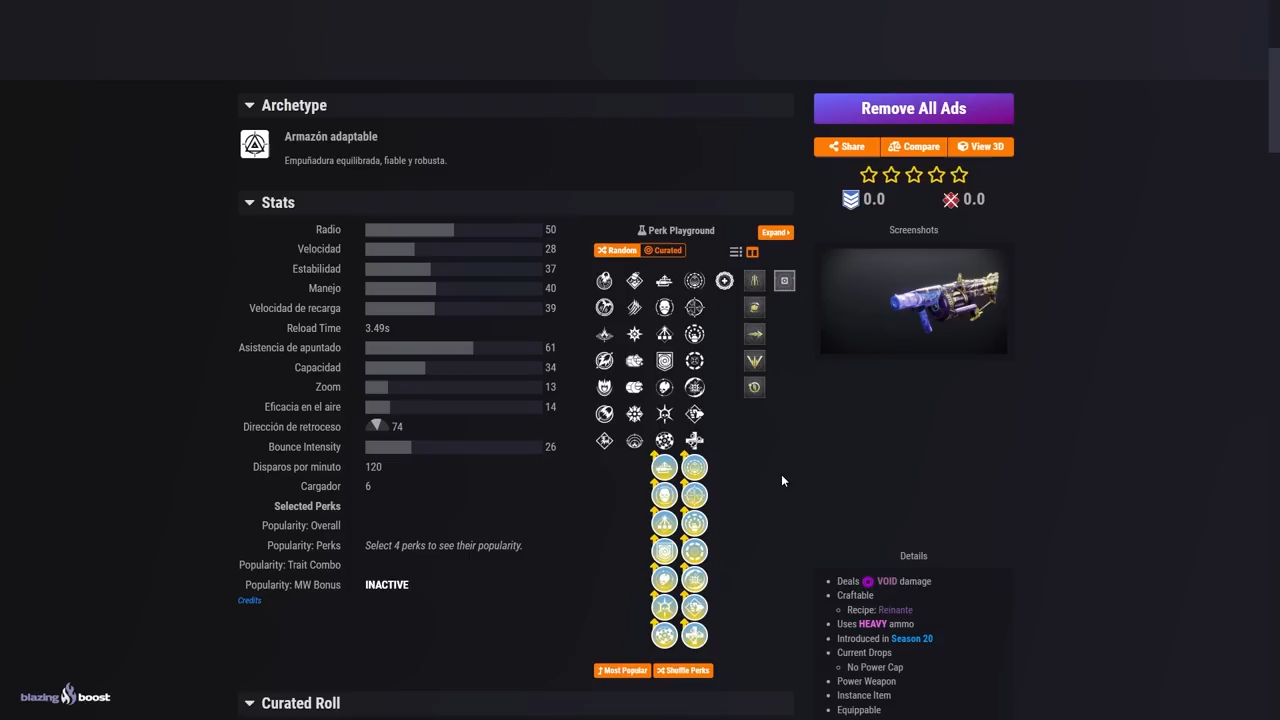 Archetype
Armazón adaptable
Empuñadura equilibrada, fiable y robusta.
Stats
Radio 50
Velocidad 28
Estabilidad 37
Manejo 40
Velocidad de recarga 39
Reload Time 3.49s
Asistencia de apuntado 61
Capacidad 34
Zoom 13
Eficacia en el aire 14
Dirección de retroceso 74
Bounce Intensity 26
Disparos por minuto 120
Cargador 6
Selected Perks
Popularity: Overall
Popularity: Perks Select 4 perks to see their popularity.
Popularity: Trait Combo
Popularity: MW Bonus INACTIVE
Credits
Perk Playground Expand
Random Curated
Most Popular Shuffle Perks
Curated Roll
Remove All Ads
Share Compare View 3D
0.0 0.0
Screenshots
Details
Deals VOID damage
Craftable
Recipe: Reinante
Uses HEAVY ammo
Introduced in Season 20
Current Drops
No Power Cap
Power Weapon
Instance Item
Equippable
blazing boost